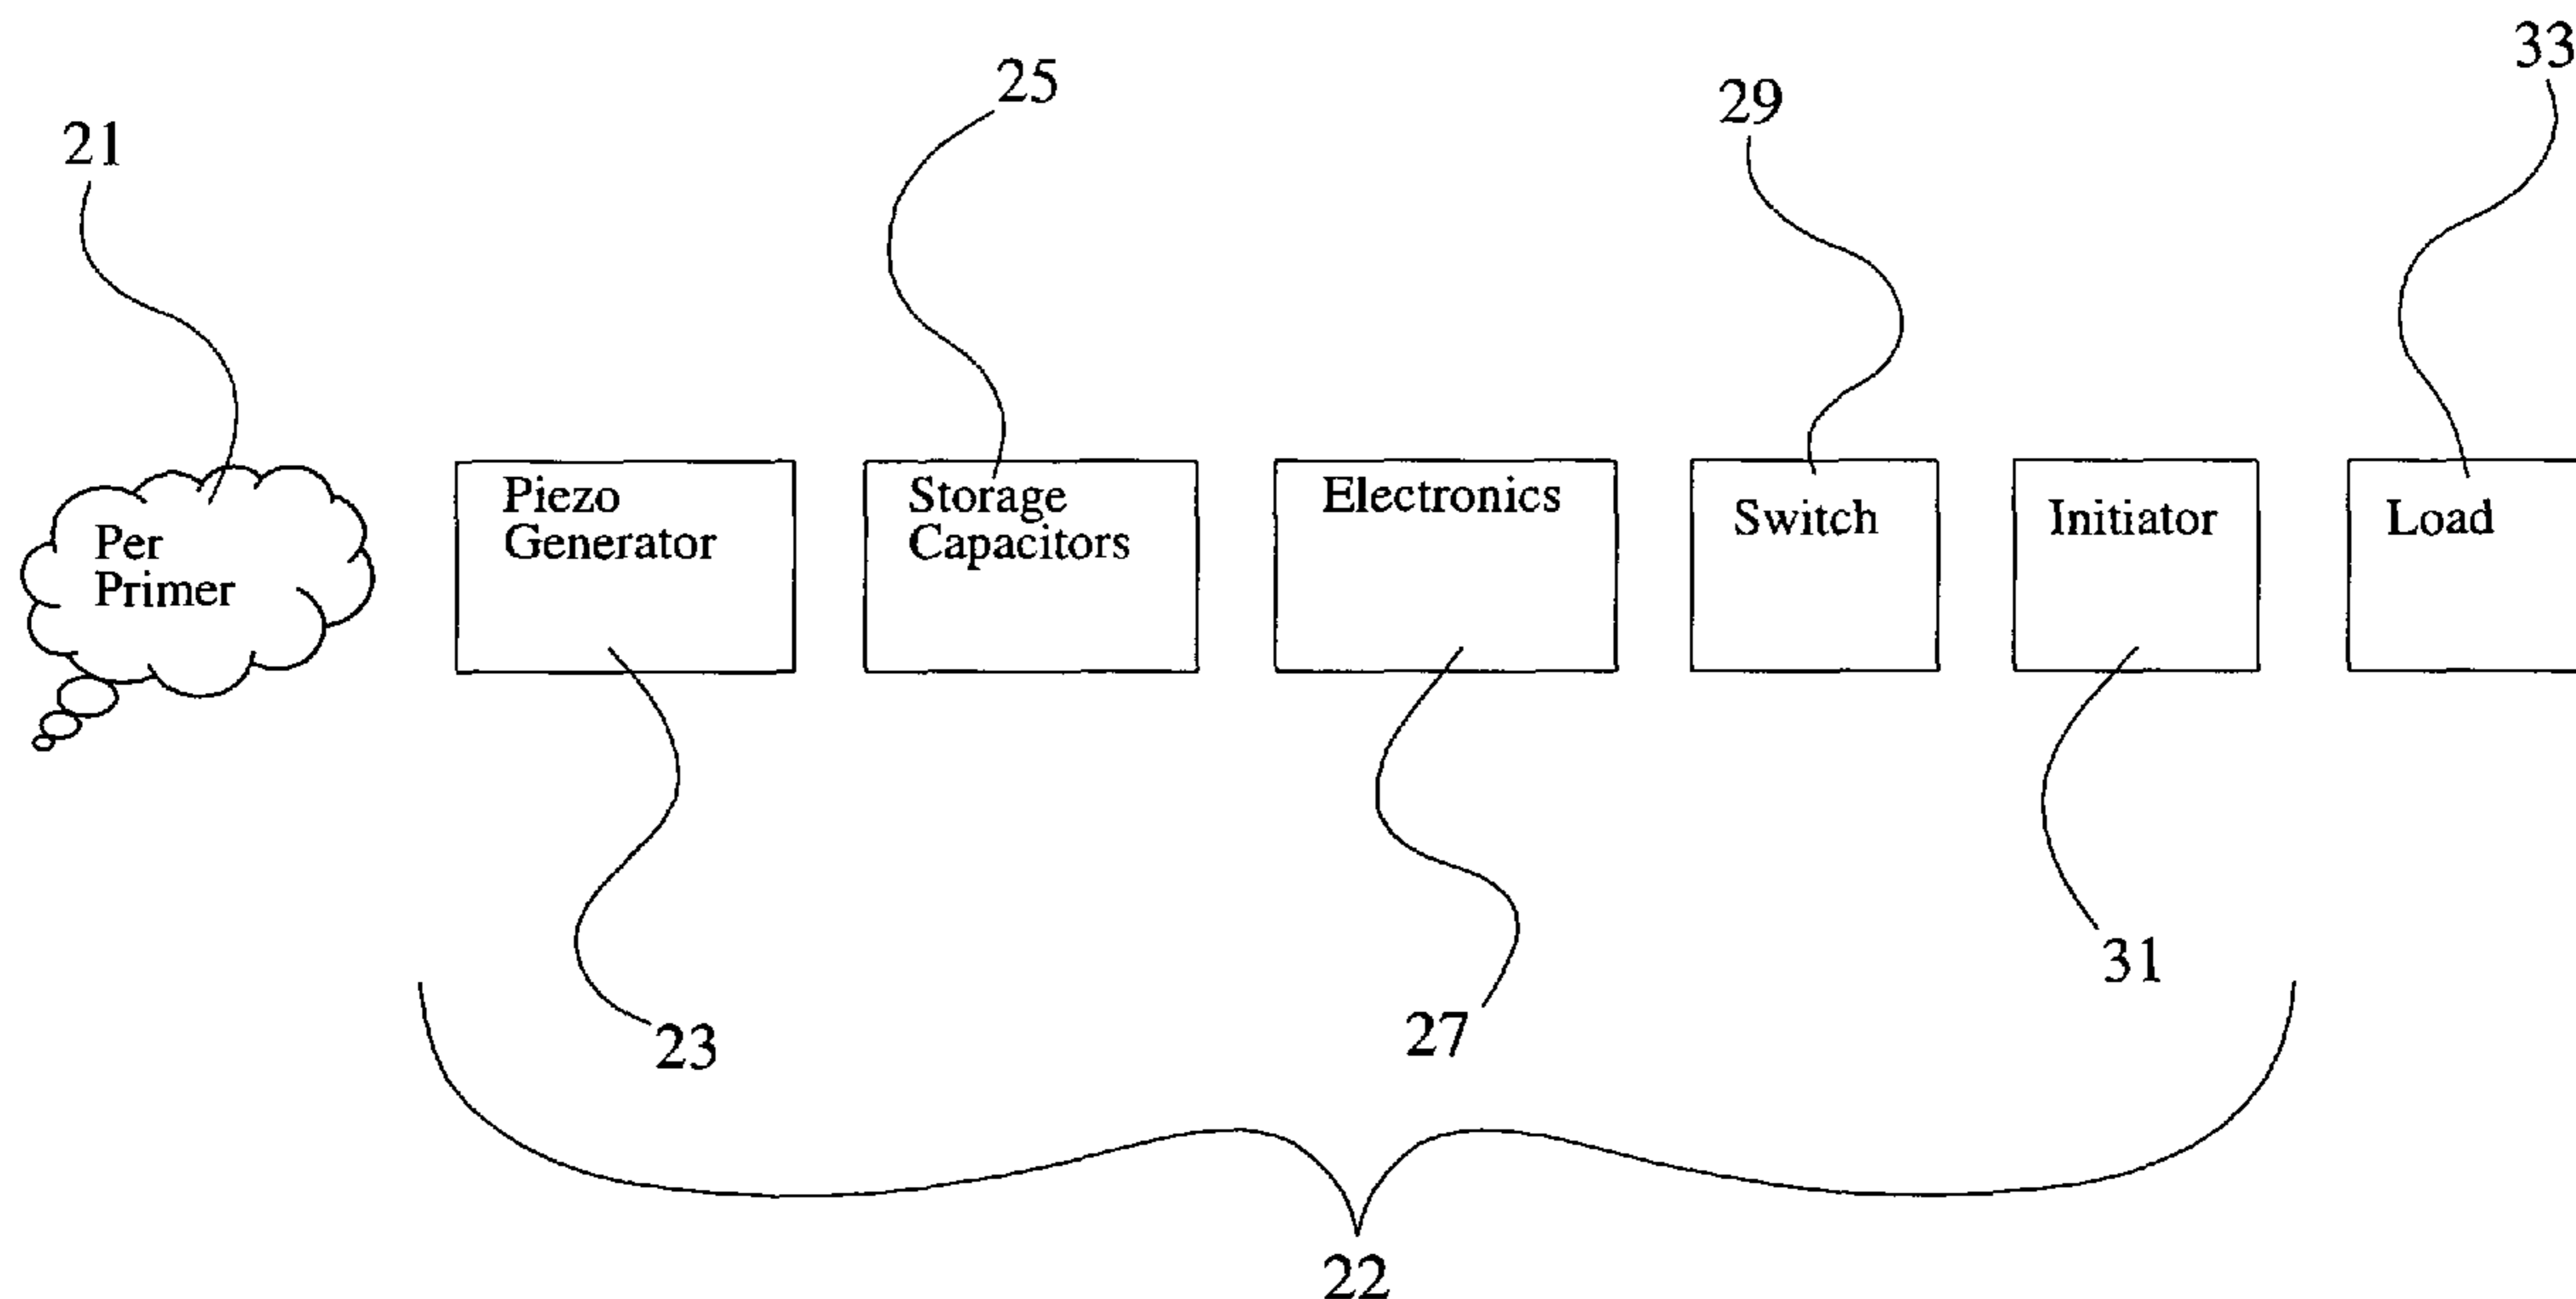 33
25
29
21
Per
Primer
Piezo
Generator
Storage
Capacitors
Electronics
Switch
Initiator
Load
31
23
27
22